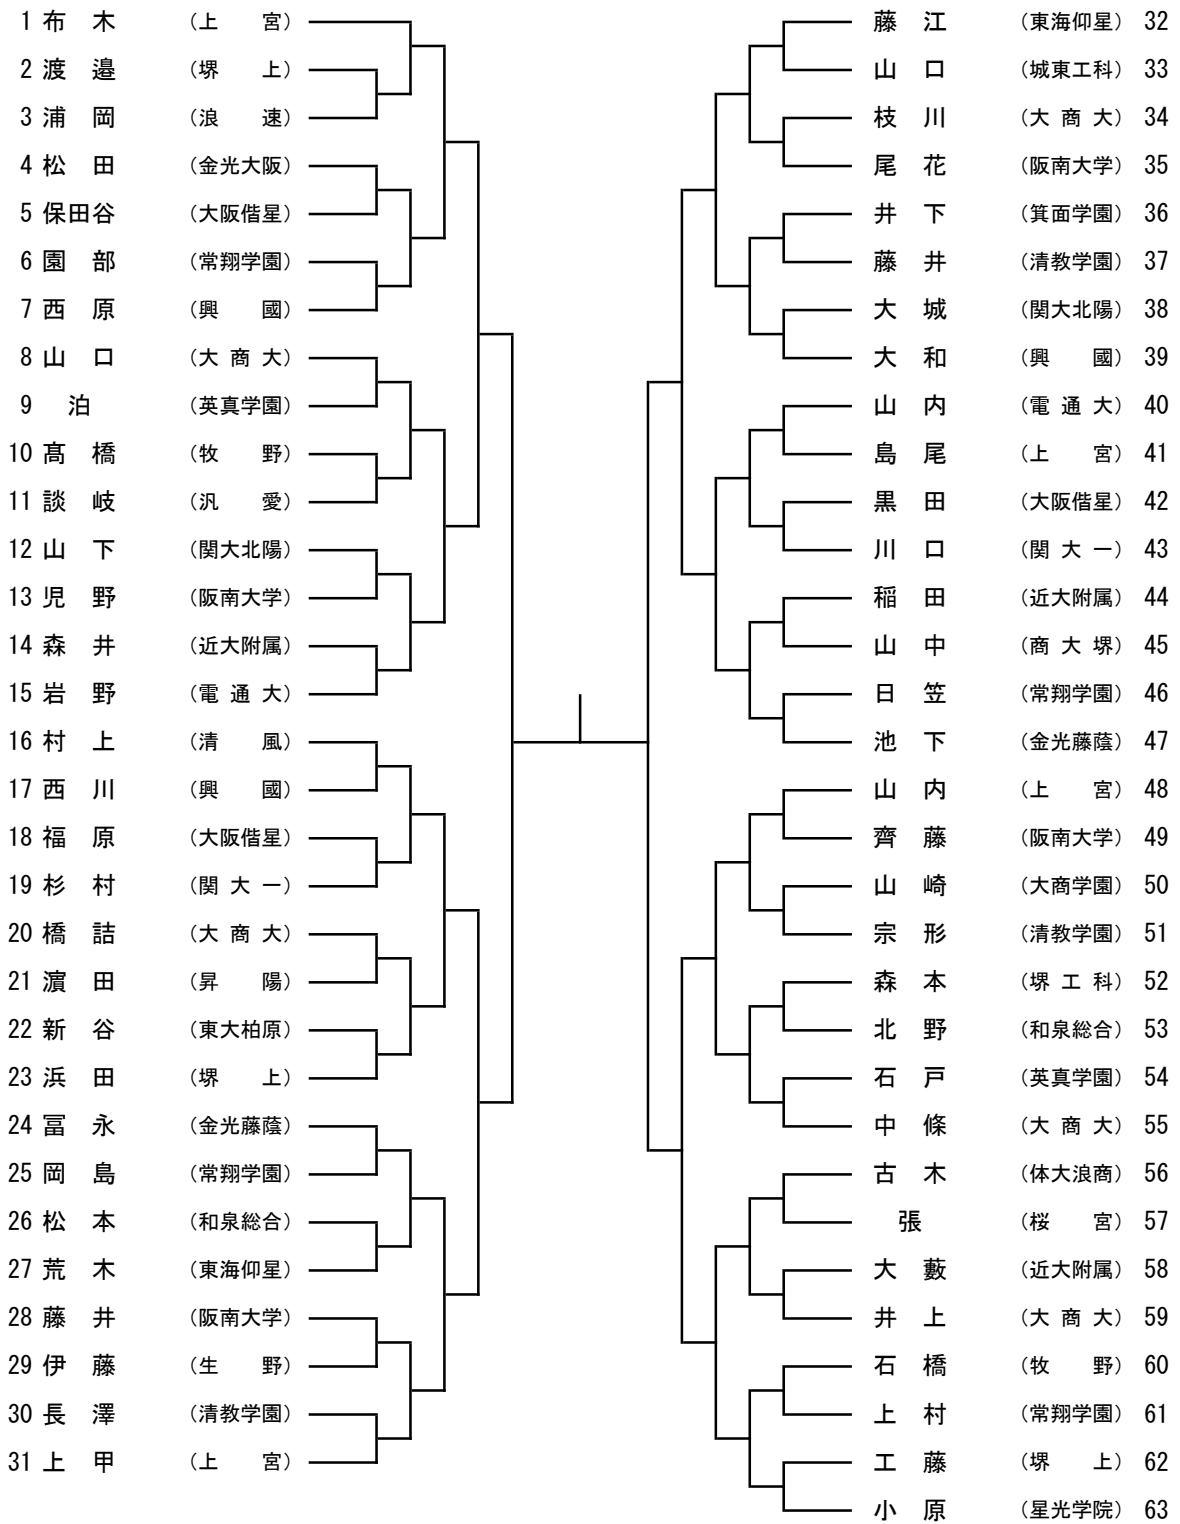 1 布 木 （上 宮）
2 渡 邉 （堺 上）
3 浦 岡 （浪 速）
4 松 田 （金光大阪）
5 保田谷 （大阪偕星）
6 園 部 （常翔学園）
7 西 原 （興 國）
8 山 口 （大 商 大）
9 泊 （英真学園）
10 髙 橋 （牧 野）
11 談 岐 （汎 愛）
12 山 下 （関大北陽）
13 児 野 （阪南大学）
14 森 井 （近大附属）
15 岩 野 （電 通 大）
16 村 上 （清 風）
17 西 川 （興 國）
18 福 原 （大阪偕星）
19 杉 村 （関 大 一）
20 橋 詰 （大 商 大）
21 濵 田 （昇 陽）
22 新 谷 （東大柏原）
23 浜 田 （堺 上）
24 冨 永 （金光藤蔭）
25 岡 島 （常翔学園）
26 松 本 （和泉総合）
27 荒 木 （東海仰星）
28 藤 井 （阪南大学）
29 伊 藤 （生 野）
30 長 澤 （清教学園）
31 上 甲 （上 宮）
藤 江 （東海仰星） 32
山 口 （城東工科） 33
枝 川 （大 商 大） 34
尾 花 （阪南大学） 35
井 下 （箕面学園） 36
藤 井 （清教学園） 37
大 城 （関大北陽） 38
大 和 （興 國） 39
山 内 （電 通 大） 40
島 尾 （上 宮） 41
黒 田 （大阪偕星） 42
川 口 （関 大 一） 43
稲 田 （近大附属） 44
山 中 （商 大 堺） 45
日 笠 （常翔学園） 46
池 下 （金光藤蔭） 47
山 内 （上 宮） 48
齊 藤 （阪南大学） 49
山 崎 （大商学園） 50
宗 形 （清教学園） 51
森 本 （堺 工 科） 52
北 野 （和泉総合） 53
石 戸 （英真学園） 54
中 條 （大 商 大） 55
古 木 （体大浪商） 56
張 （桜 宮） 57
大 藪 （近大附属） 58
井 上 （大 商 大） 59
石 橋 （牧 野） 60
上 村 （常翔学園） 61
工 藤 （堺 上） 62
小 原 （星光学院） 63